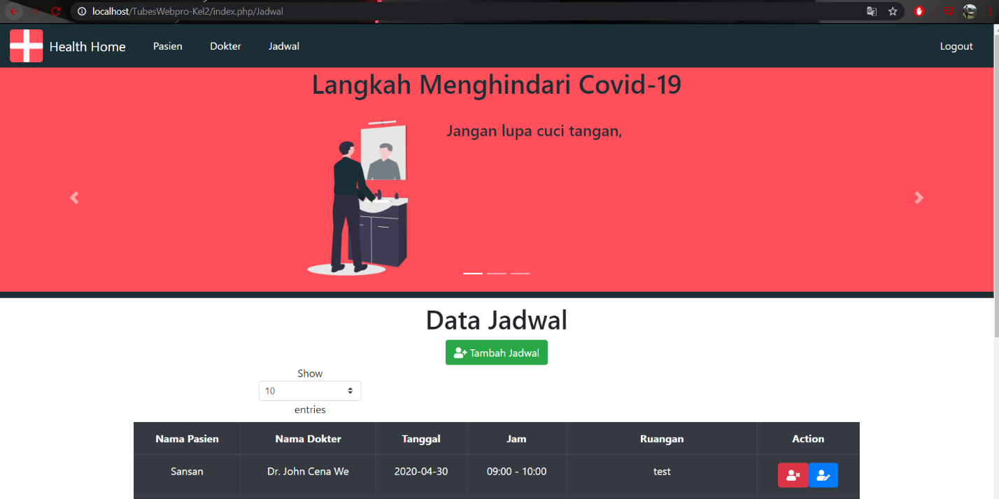 localhost/TubesWebpro-Kel2/index.php/Jadwal
Health Home Pasien Dokter Jadwal Logout
Langkah Menghindari Covid-19
Jangan lupa cuci tangan,
Data Jadwal
Tambah Jadwal
Show
10
entries
Nama Pasien Nama Dokter Tanggal Jam Ruangan Action
Sansan Dr. John Cena We 2020-04-30 09:00 - 10:00 test